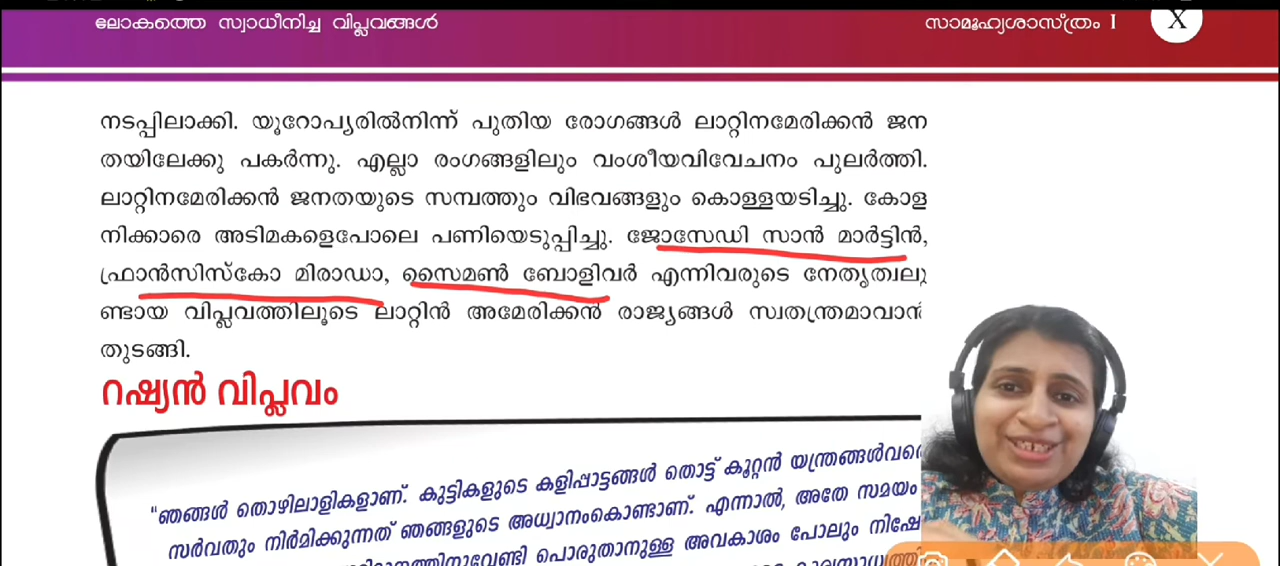 ലോകത്തെ സ്വാധീനിച്ച വിപ്ലവങ്ങൾ
സാമൂഹ്യശാസ്ത്രം I
X
നടപ്പിലാക്കി. യൂറോപ്യരിൽനിന്ന് പുതിയ രോഗങ്ങൾ ലാറ്റിനമേരിക്കൻ ജന
തയിലേക്കു പകർന്നു. എല്ലാ രംഗങ്ങളിലും വംശീയവിവേചനം പുലർത്തി.
ലാറ്റിനമേരിക്കൻ ജനതയുടെ സമ്പത്തും വിഭവങ്ങളും കൊള്ളയടിച്ചു. കോള
നിക്കാരെ അടിമകളെപോലെ പണിയെടുപ്പിച്ചു. ജോസേഡി സാൻ മാർട്ടിൻ,
ഫ്രാൻസിസ്കോ മിരാഡാ, സൈമൺ ബോളിവർ എന്നിവരുടെ നേതൃത്വലു
ണ്ടായ വിപ്ലവത്തിലൂടെ ലാറ്റിൻ അമേരിക്കൻ രാജ്യങ്ങൾ സ്വതന്ത്രമാവാൻ
തുടങ്ങി.
റഷ്യൻ വിപ്ലവം
"ഞങ്ങൾ തൊഴിലാളികളാണ്. കുട്ടികളുടെ കളിപ്പാട്ടങ്ങൾ തൊട്ട് കൂറ്റൻ യന്ത്രങ്ങൾവരെ
സർവതും നിർമിക്കുന്നത് ഞങ്ങളുടെ അധ്വാനംകൊണ്ടാണ്. എന്നാൽ, അതേ സമയം
പൊരുതാനുള്ള അവകാശം പോലും